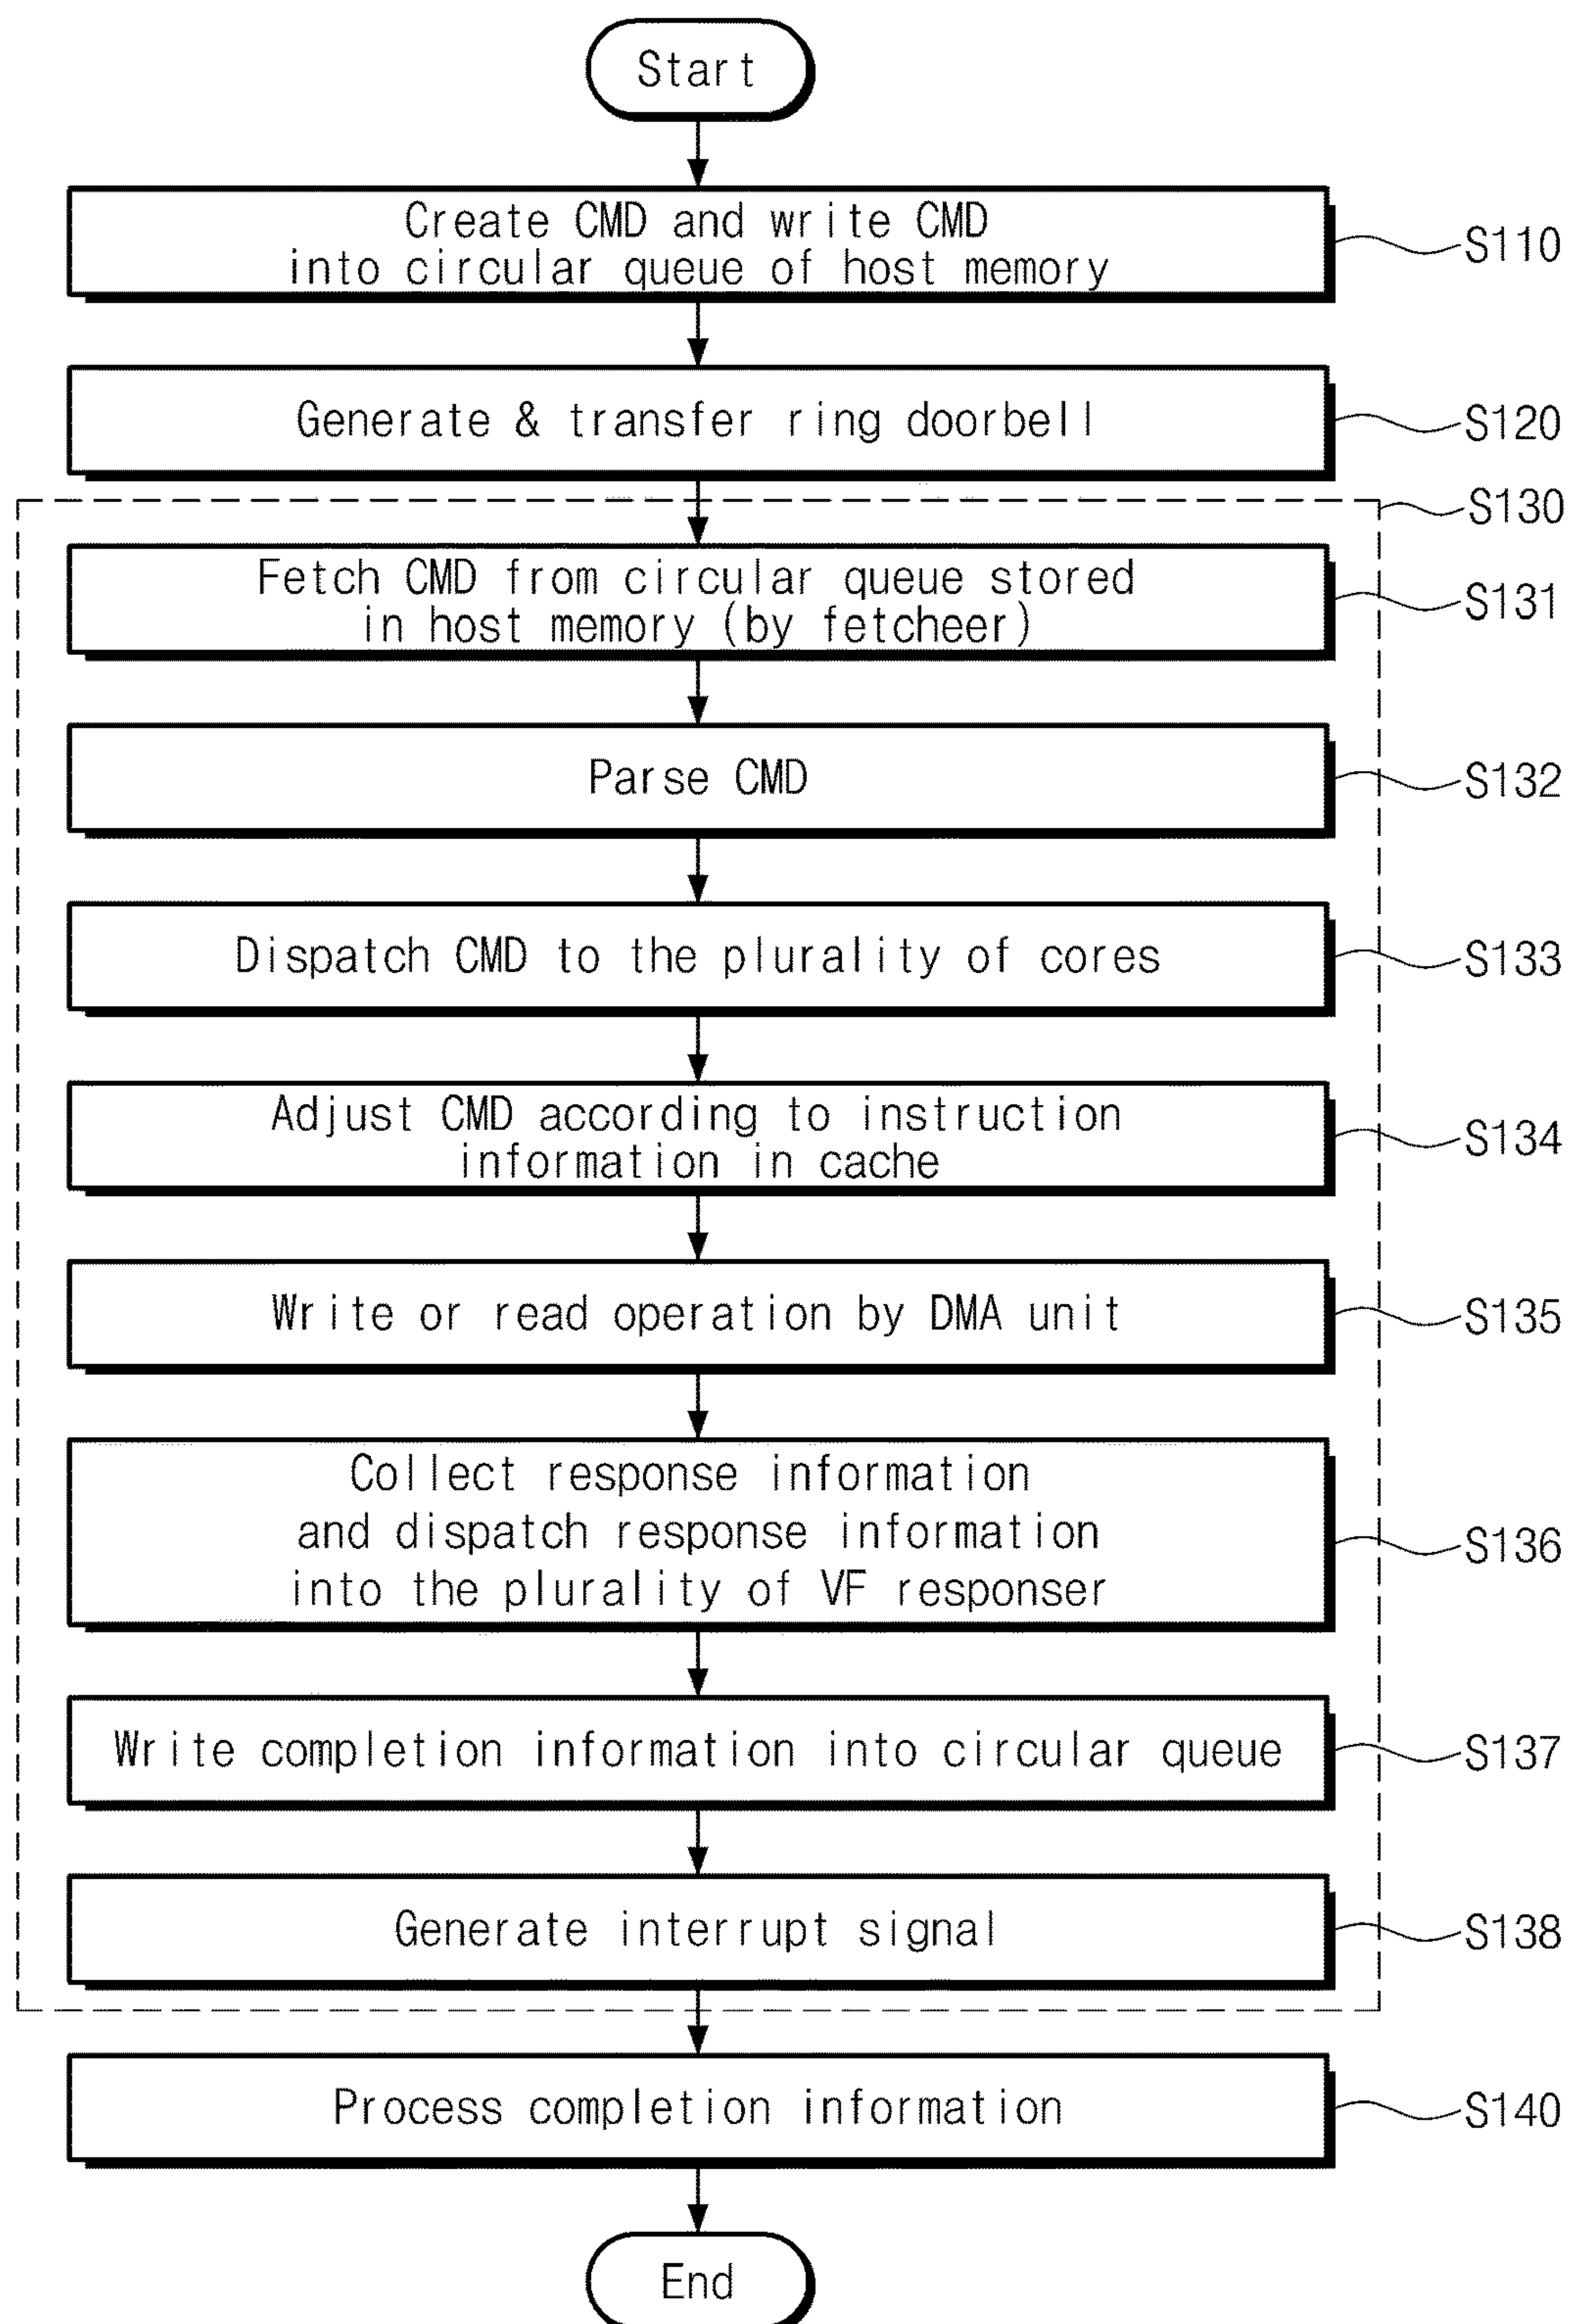 Start
Create CMD and write CMD
into circular queue of host memory
S110
Generate & transfer ring doorbell
S120
S130
Fetch CMD from circular queue stored
in host memory (by fetcheer)
S131
Parse CMD
S132
Dispatch CMD to the plurality of cores
S133
Adjust CMD according to instruction
information in cache
S134
Write or read operation by DMA unit
S135
Collect response information
and dispatch response information
into the plurality of VF responser
S136
Write completion information into circular queue
S137
Generate interrupt signal
S138
Process completion information
S140
End